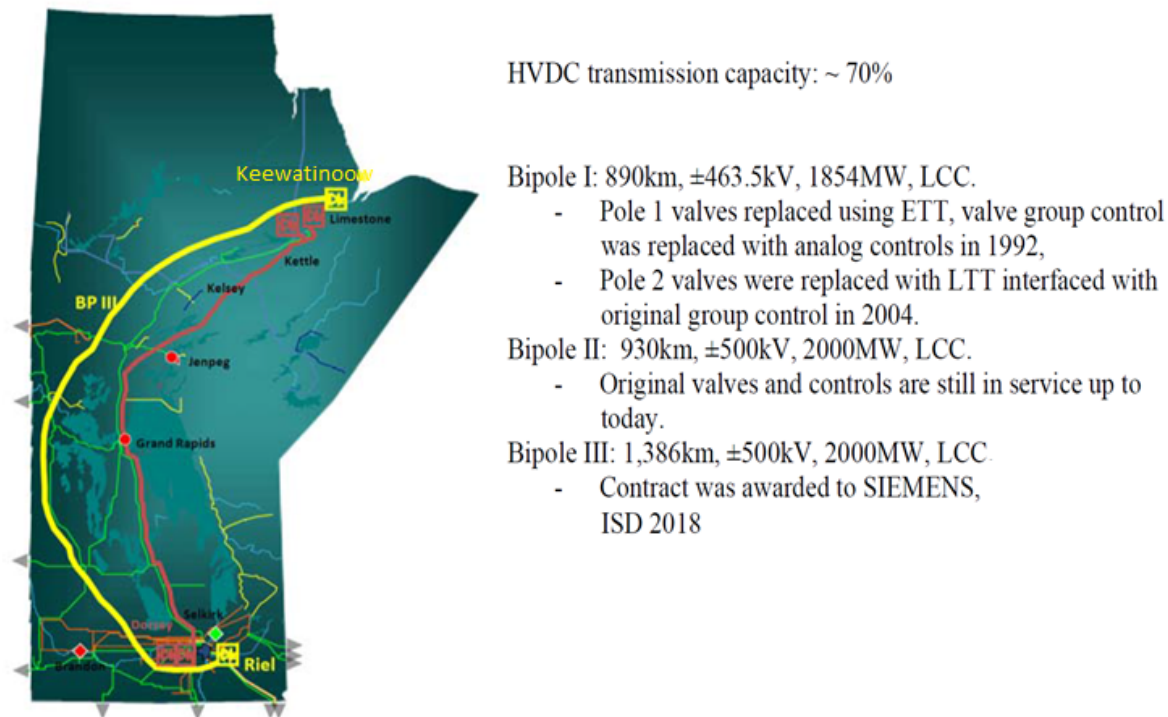 Keewatinoow
Limestone
Kettle
Kelsey
BP III
Jenpeg
Grand Rapids
Selkirk
Dorsey
Brandon
Riel
HVDC transmission capacity: ~ 70%
Bipole I: 890km, ±463.5kV, 1854MW, LCC.
- Pole 1 valves replaced using ETT, valve group control
was replaced with analog controls in 1992,
- Pole 2 valves were replaced with LTT interfaced with
original group control in 2004.
Bipole II: 930km, ±500kV, 2000MW, LCC.
- Original valves and controls are still in service up to
today.
Bipole III: 1,386km, ±500kV, 2000MW, LCC.
- Contract was awarded to SIEMENS,
ISD 2018